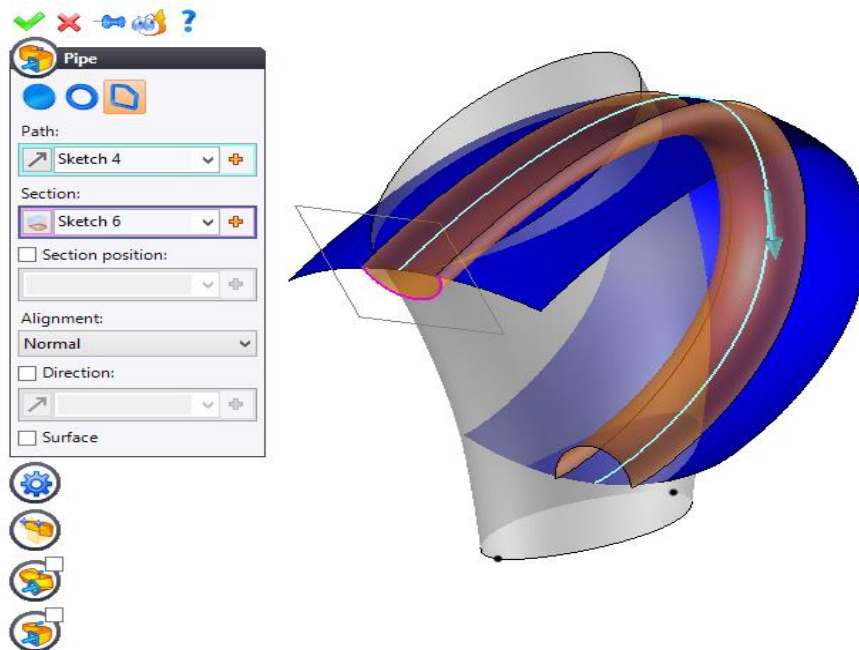 ?
Pipe
Path:
Sketch 4
Section:
Sketch 6
Section position:
Alignment:
Normal
Direction:
Surface